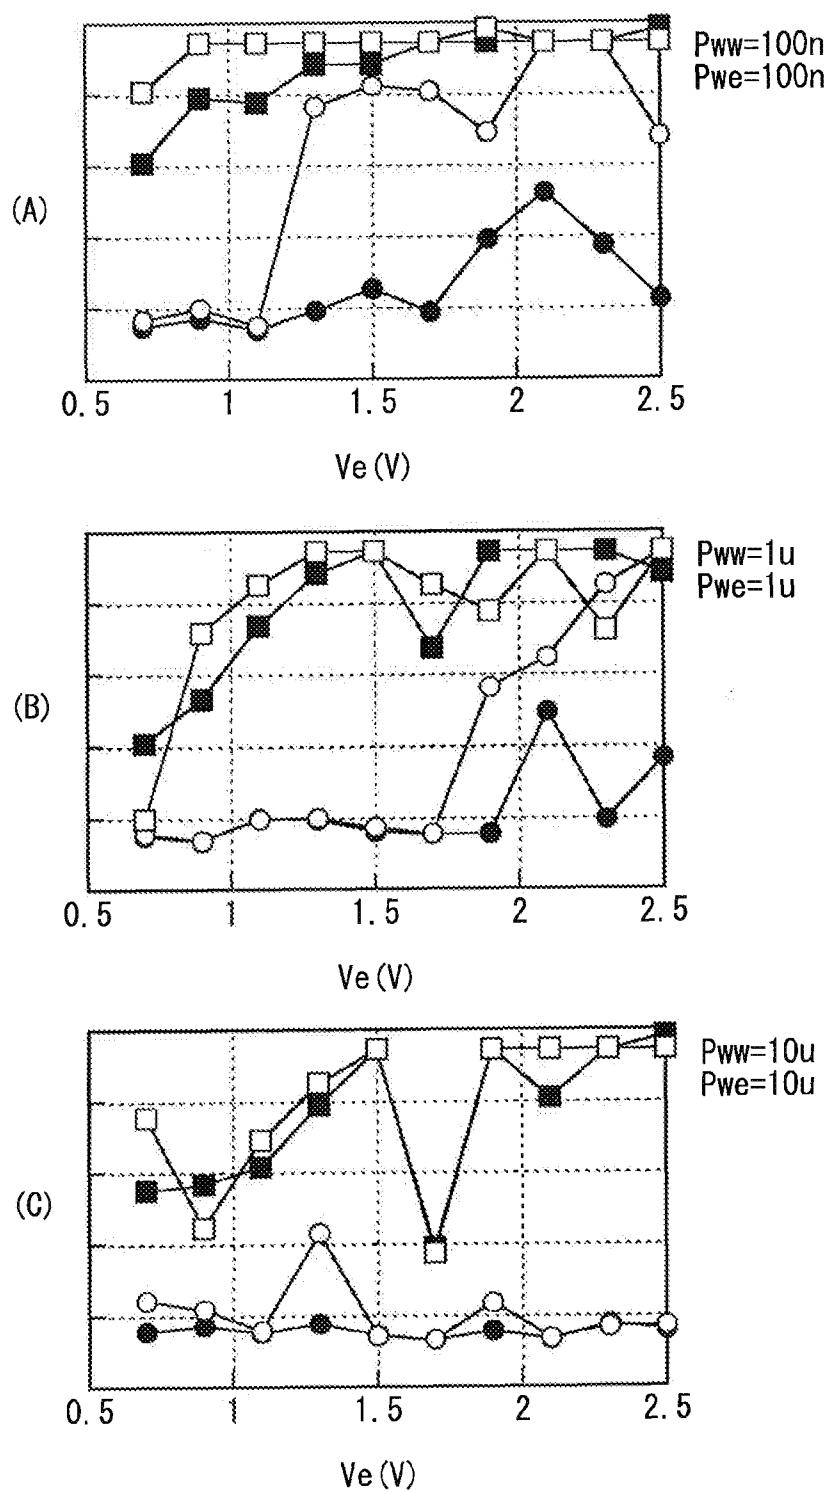 Pww=100n
Pwe=100n
(A)
0.5 1 1.5 2 2.5
Ve(V)
Pww=1u
Pwe=1u
(B)
0.5 1 1.5 2 2.5
Ve(V)
Pww=10u
Pwe=10u
(C)
0.5 1 1.5 2 2.5
Ve(V)